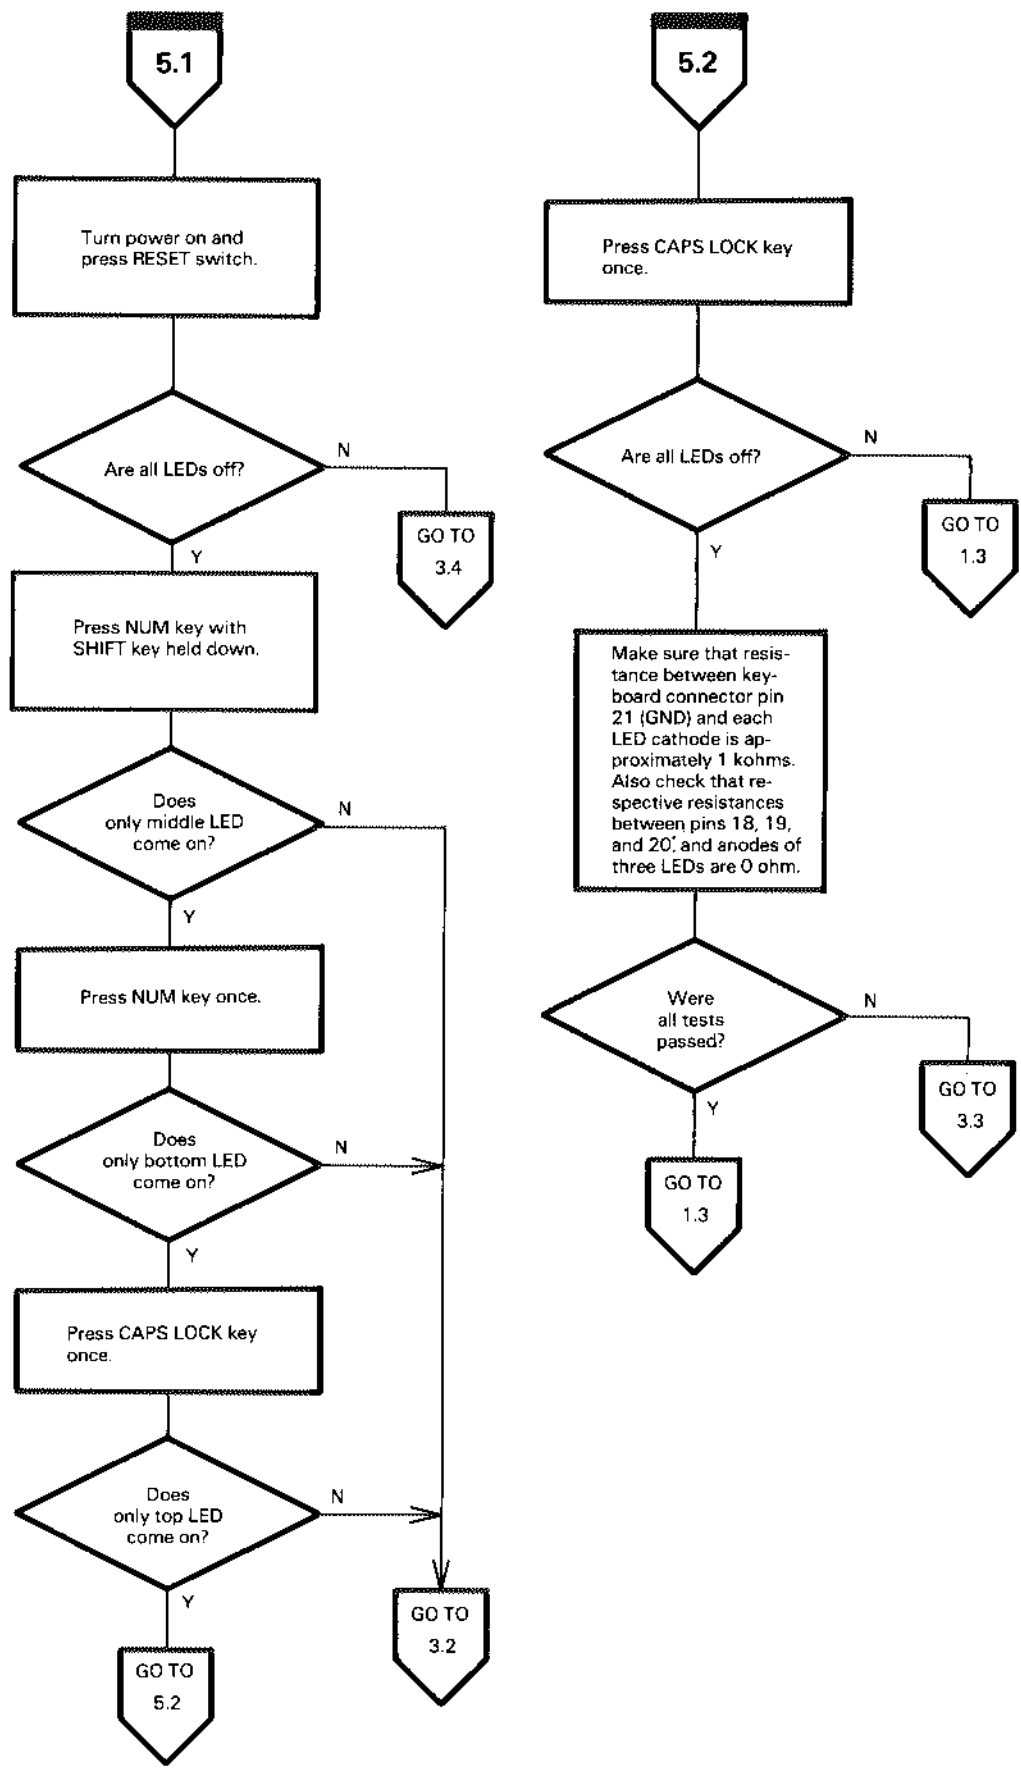 5.1
Turn power on and
press RESET switch.
Are all LEDs off?
N
GO TO
3.4
Y
Press NUM key with
SHIFT key held down.
Does
only middle LED
come on?
N
Y
Press NUM key once.
Does
only bottom LED
come on?
N
Y
Press CAPS LOCK key
once.
Does
only top LED
come on?
N
Y
GO TO
3.2
GO TO
5.2
5.2
Press CAPS LOCK key
once.
Are all LEDs off?
N
GO TO
1.3
Y
Make sure that resis-
tance between key-
board connector pin
21 (GND) and each
LED cathode is ap-
proximately 1 kohms.
Also check that re-
spective resistances
between pins 18, 19,
and 20, and anodes of
three LEDs are 0 ohm.
Were
all tests
passed?
N
GO TO
3.3
Y
GO TO
1.3